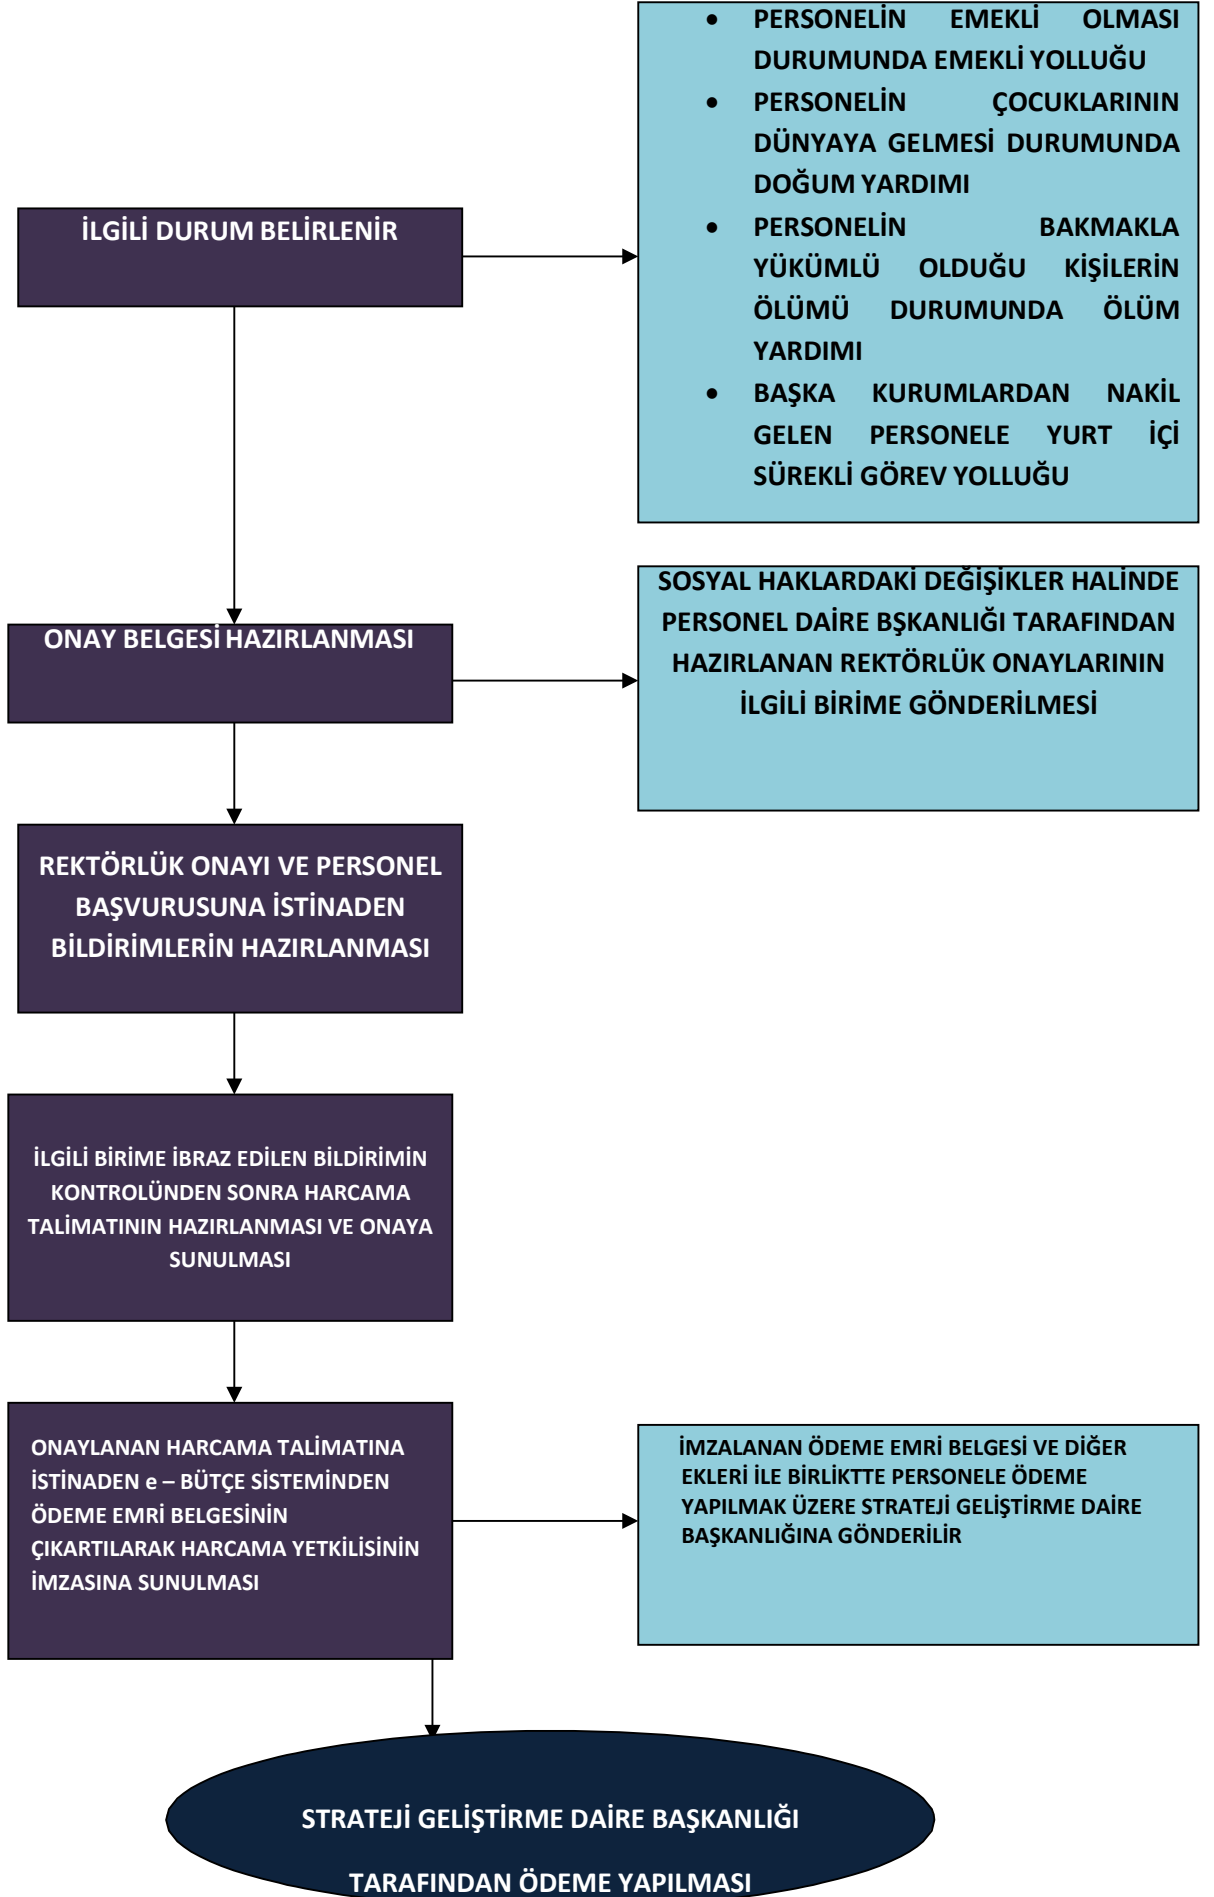 • PERSONELİN EMEKLİ OLMASI
DURUMUNDA EMEKLİ YOLLUĞU
• PERSONELİN ÇOCUKLARININ
DÜNYAYA GELMESİ DURUMUNDA
DOĞUM YARDIMI
• PERSONELİN BAKMAKLA
YÜKÜMLÜ OLDUĞU KİŞİLERİN
ÖLÜMÜ DURUMUNDA ÖLÜM
YARDIMI
• BAŞKA KURUMLARDAN NAKİL
GELEN PERSONELE YURT İÇİ
SÜREKLİ GÖREV YOLLUĞU
İLGİLİ DURUM BELİRLENİR
SOSYAL HAKLARDAKİ DEĞİŞİKLER HALİNDE
PERSONEL DAİRE BŞKANLIĞI TARAFINDAN
HAZIRLANAN REKTÖRLÜK ONAYLARININ
İLGİLİ BİRİME GÖNDERİLMESİ
ONAY BELGESİ HAZIRLANMASI
REKTÖRLÜK ONAYI VE PERSONEL
BAŞVURUSUNA İSTİNADEN
BİLDİRİMLERİN HAZIRLANMASI
İLGİLİ BİRİME İBRAZ EDİLEN BİLDİRİMİN
KONTROLÜNDEN SONRA HARCAMA
TALİMATININ HAZIRLANMASI VE ONAYA
SUNULMASI
ONAYLANAN HARCAMA TALİMATINA
İSTİNADEN e – BÜTÇE SİSTEMİNDEN
ÖDEME EMRİ BELGESİNİN
ÇIKARTILARAK HARCAMA YETKİLİSİNİN
İMZASINA SUNULMASI
İMZALANAN ÖDEME EMRİ BELGESİ VE DİĞER
EKLERİ İLE BİRLİKTTE PERSONELE ÖDEME
YAPILMAK ÜZERE STRATEJİ GELİŞTİRME DAİRE
BAŞKANLIĞINA GÖNDERİLİR
STRATEJİ GELİŞTİRME DAİRE BAŞKANLIĞI
TARAFINDAN ÖDEME YAPILMASI